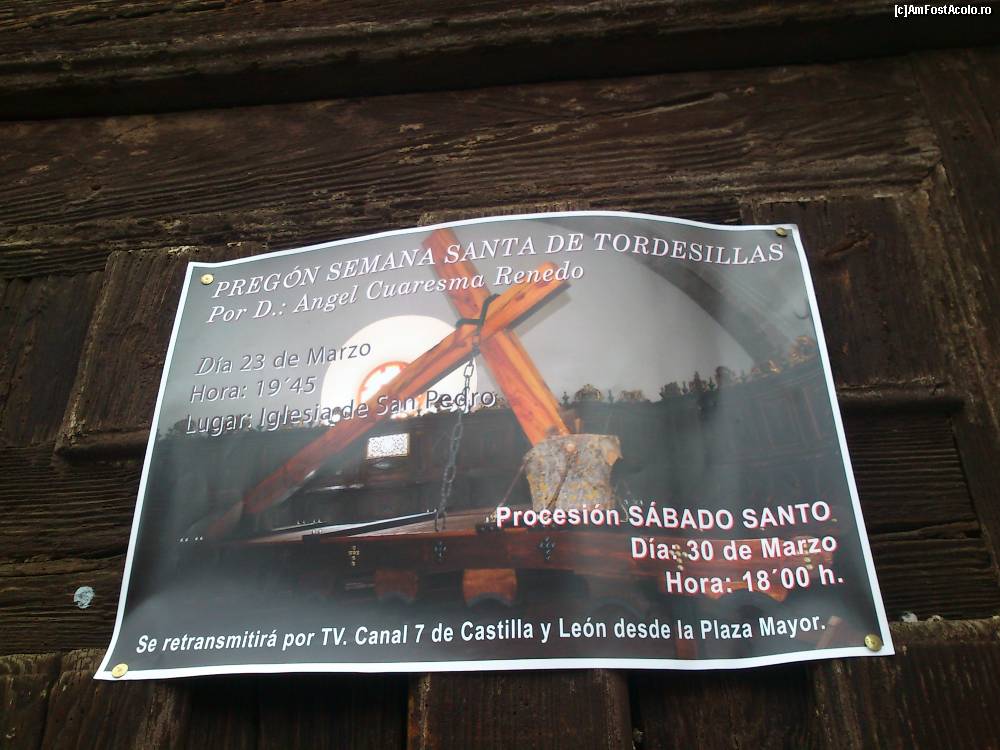 [c]AmFostAcolo.ro
PREGÓN SEMANA SANTA DE TORDESILLAS
Por D.: Angel Cuaresma Renedo
Día 23 de Marzo
Hora: 19´45
Lugar: Iglesia de San Pedro
Procesión SÁBADO SANTO
Día: 30 de Marzo
Hora: 18´00 h.
Se retransmitirá por TV. Canal 7 de Castilla y León desde la Plaza Mayor.